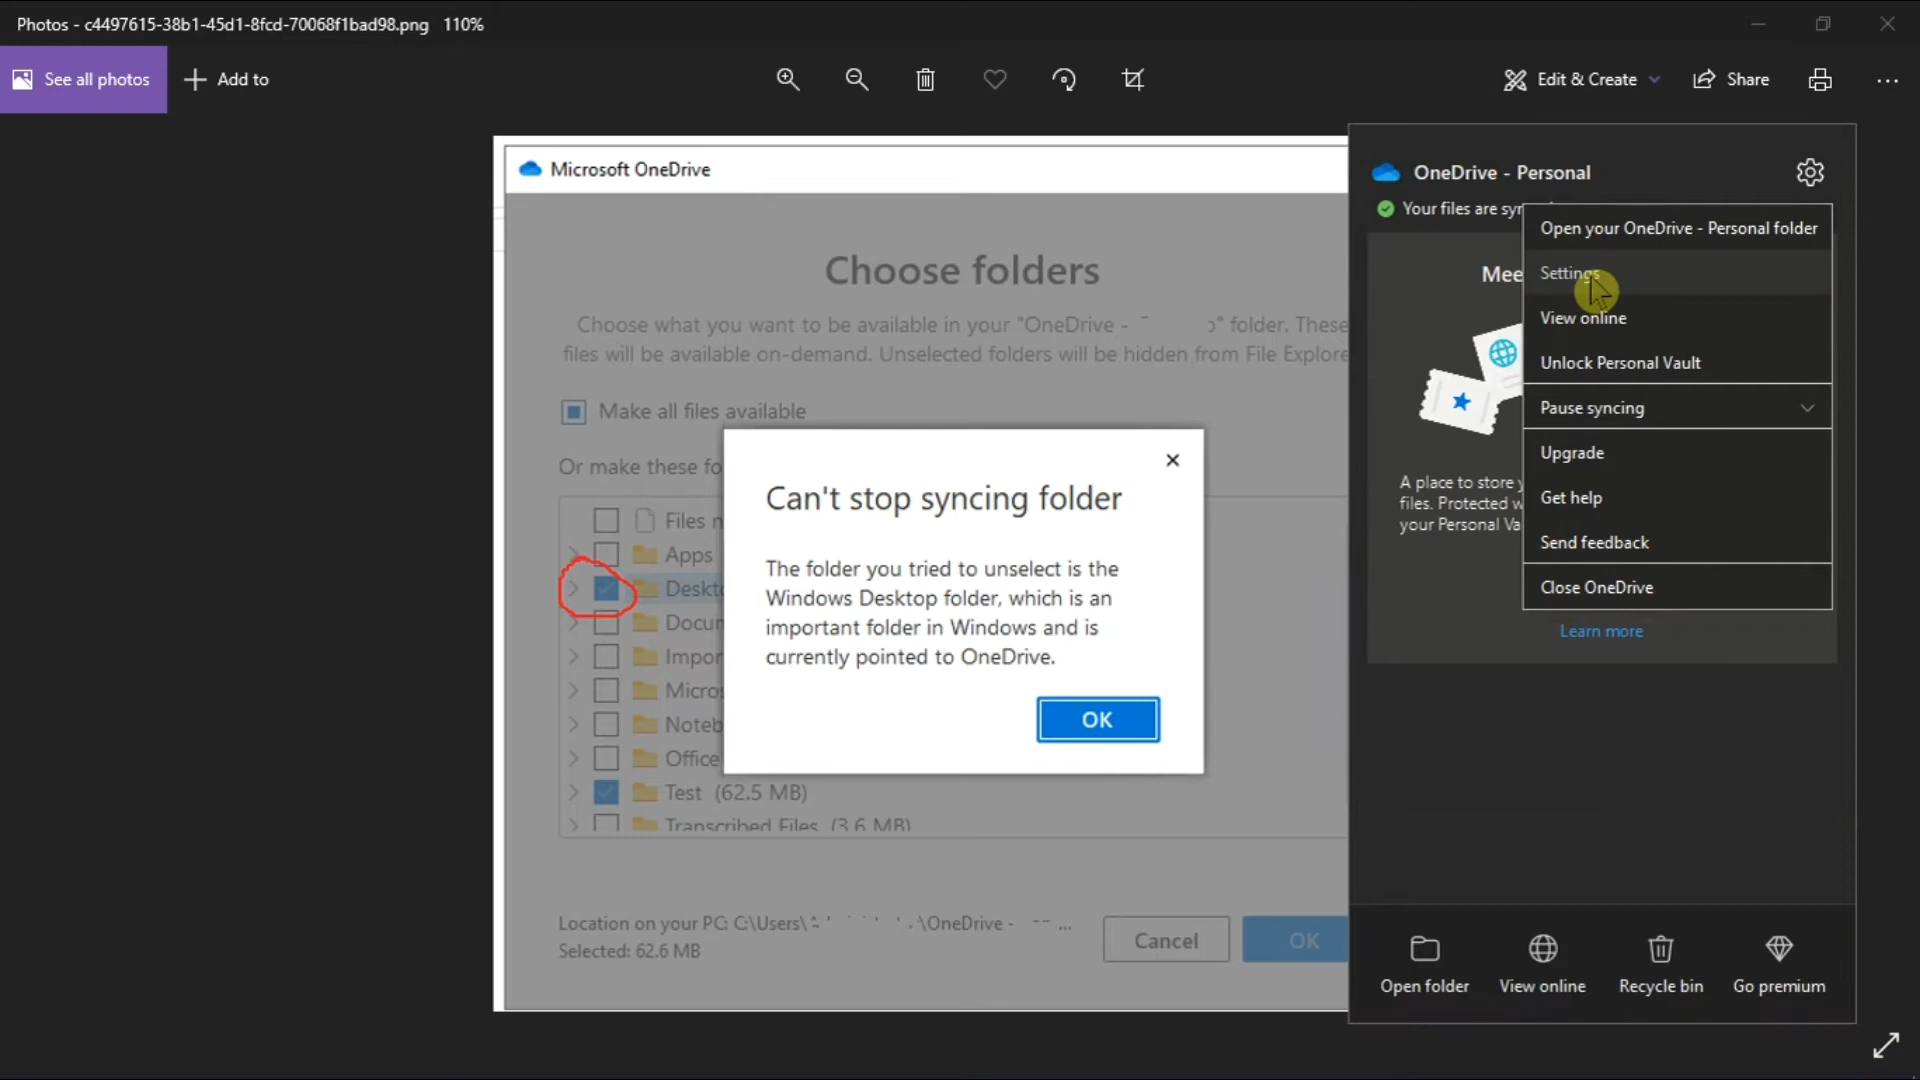 Photos - c4497615-38b1-45d1-8fcd-70068f1bad98.png 110%
See all photos
Add to
Edit & Create
Share
Microsoft OneDrive
Choose folders
Choose what you want to be available in your "OneDrive - " folder. These
files will be available on-demand. Unselected folders will be hidden from File Explore
Make all files available
Or make these fo
Files n
Apps
Deskto
Docun
Impor
Micros
Noteb
Office
Test (62.5 MB)
Transcribed Files (3.6 MB)
Can't stop syncing folder
The folder you tried to unselect is the
Windows Desktop folder, which is an
important folder in Windows and is
currently pointed to OneDrive.
OK
Location on your PC: C:\Users\ \OneDrive - ...
Selected: 62.6 MB
Cancel
OK
OneDrive - Personal
Your files are syn
Mee
A place to store y
files. Protected w
your Personal Va
Learn more
Open your OneDrive - Personal folder
Settings
View online
Unlock Personal Vault
Pause syncing
Upgrade
Get help
Send feedback
Close OneDrive
Open folder
View online
Recycle bin
Go premium